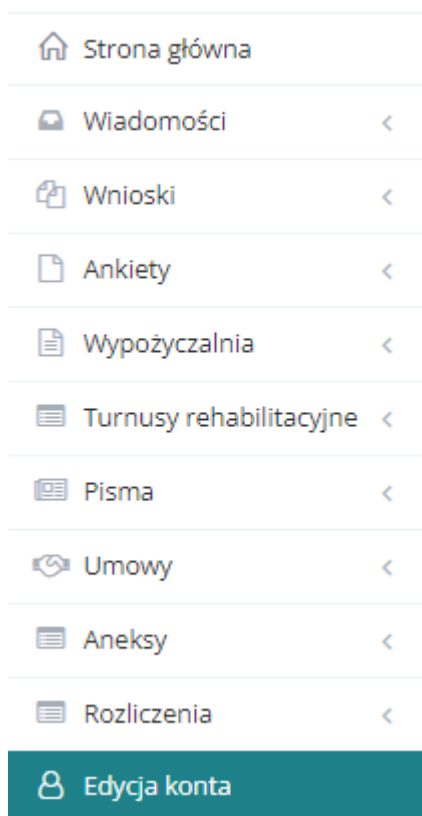 Strona główna
Wiadomości
Wnioski
Ankiety
Wypożyczalnia
Turnusy rehabilitacyjne
Pisma
Umowy
Aneksy
Rozliczenia
Edycja konta